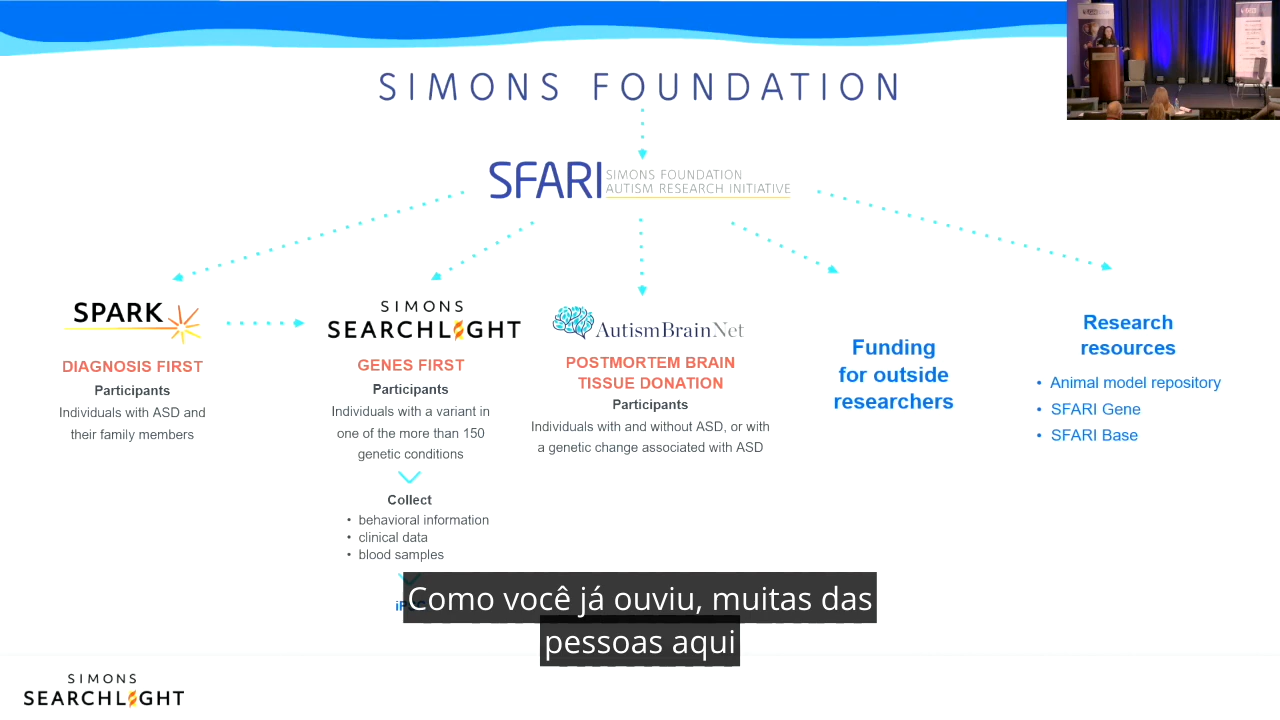 SIMONS FOUNDATION
SFARI SIMONS FOUNDATION
AUTISM RESEARCH INITIATIVE
SPARK
DIAGNOSIS FIRST
Participants
Individuals with ASD and
their family members
SIMONS
SEARCHLIGHT
GENES FIRST
Participants
Individuals with a variant in
one of the more than 150
genetic conditions
Collect
• behavioral information
• clinical data
• blood samples
AutismBrainNet
POSTMORTEM BRAIN
TISSUE DONATION
Participants
Individuals with and without ASD, or with
a genetic change associated with ASD
Funding
for outside
researchers
Research
resources
• Animal model repository
• SFARI Gene
• SFARI Base
Como você já ouviu, muitas das
pessoas aqui
SIMONS
SEARCHLIGHT